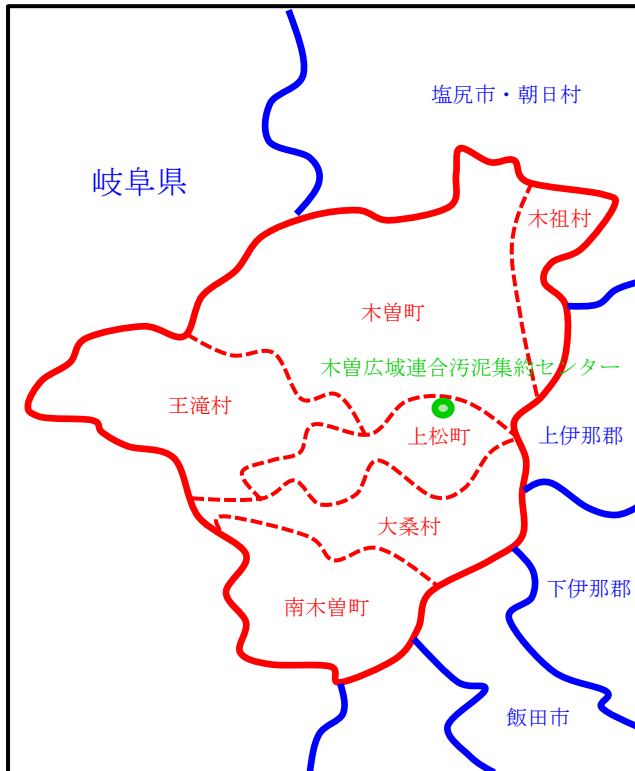 塩尻市・朝日村
岐阜県
木祖村
木曽町
木曽広域連合汚泥集約センター
王滝村
上松町
上伊那郡
大桑村
下伊那郡
南木曽町
飯田市